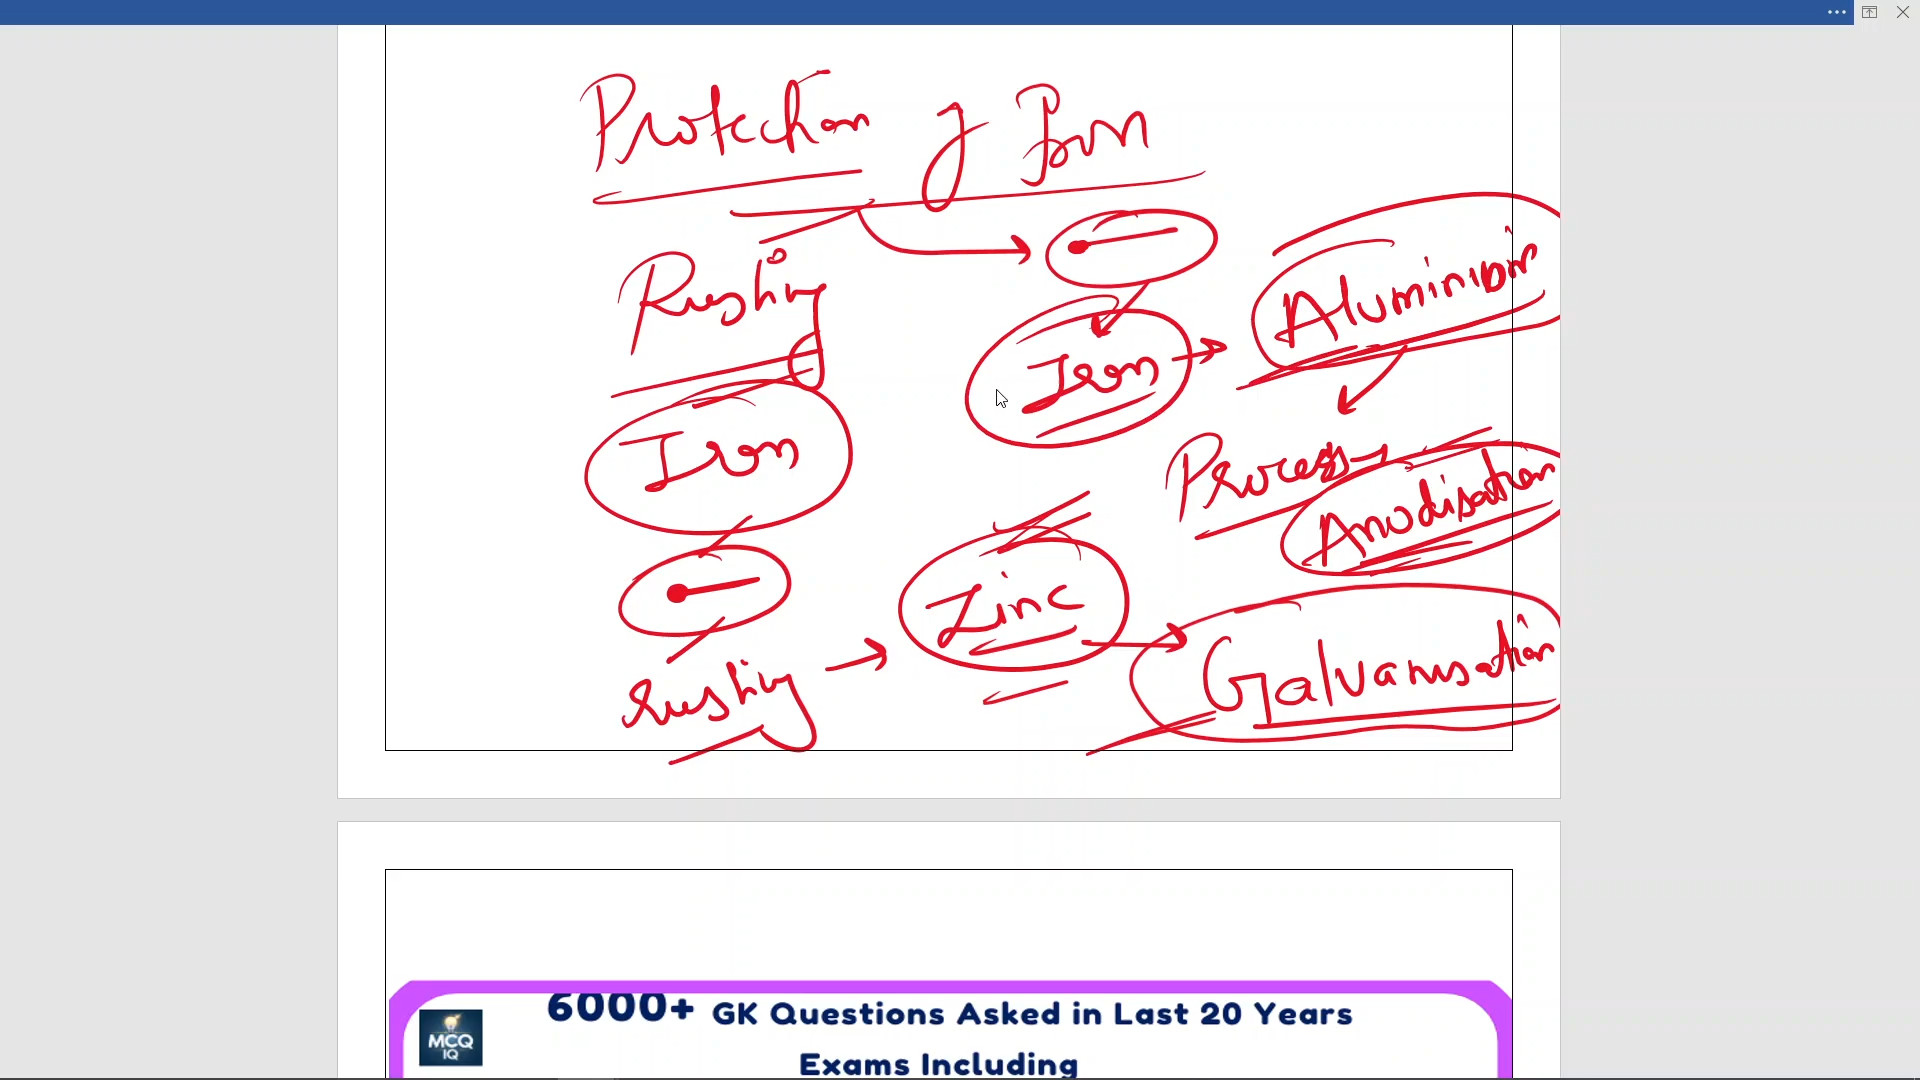 Protection of Iron
Rusting
Iron
Aluminium
Iron
Process
Anodisation
Zinc
Galvanisation
rusting
6000+ GK Questions Asked in Last 20 Years
Exams Including
MCQ
IQ